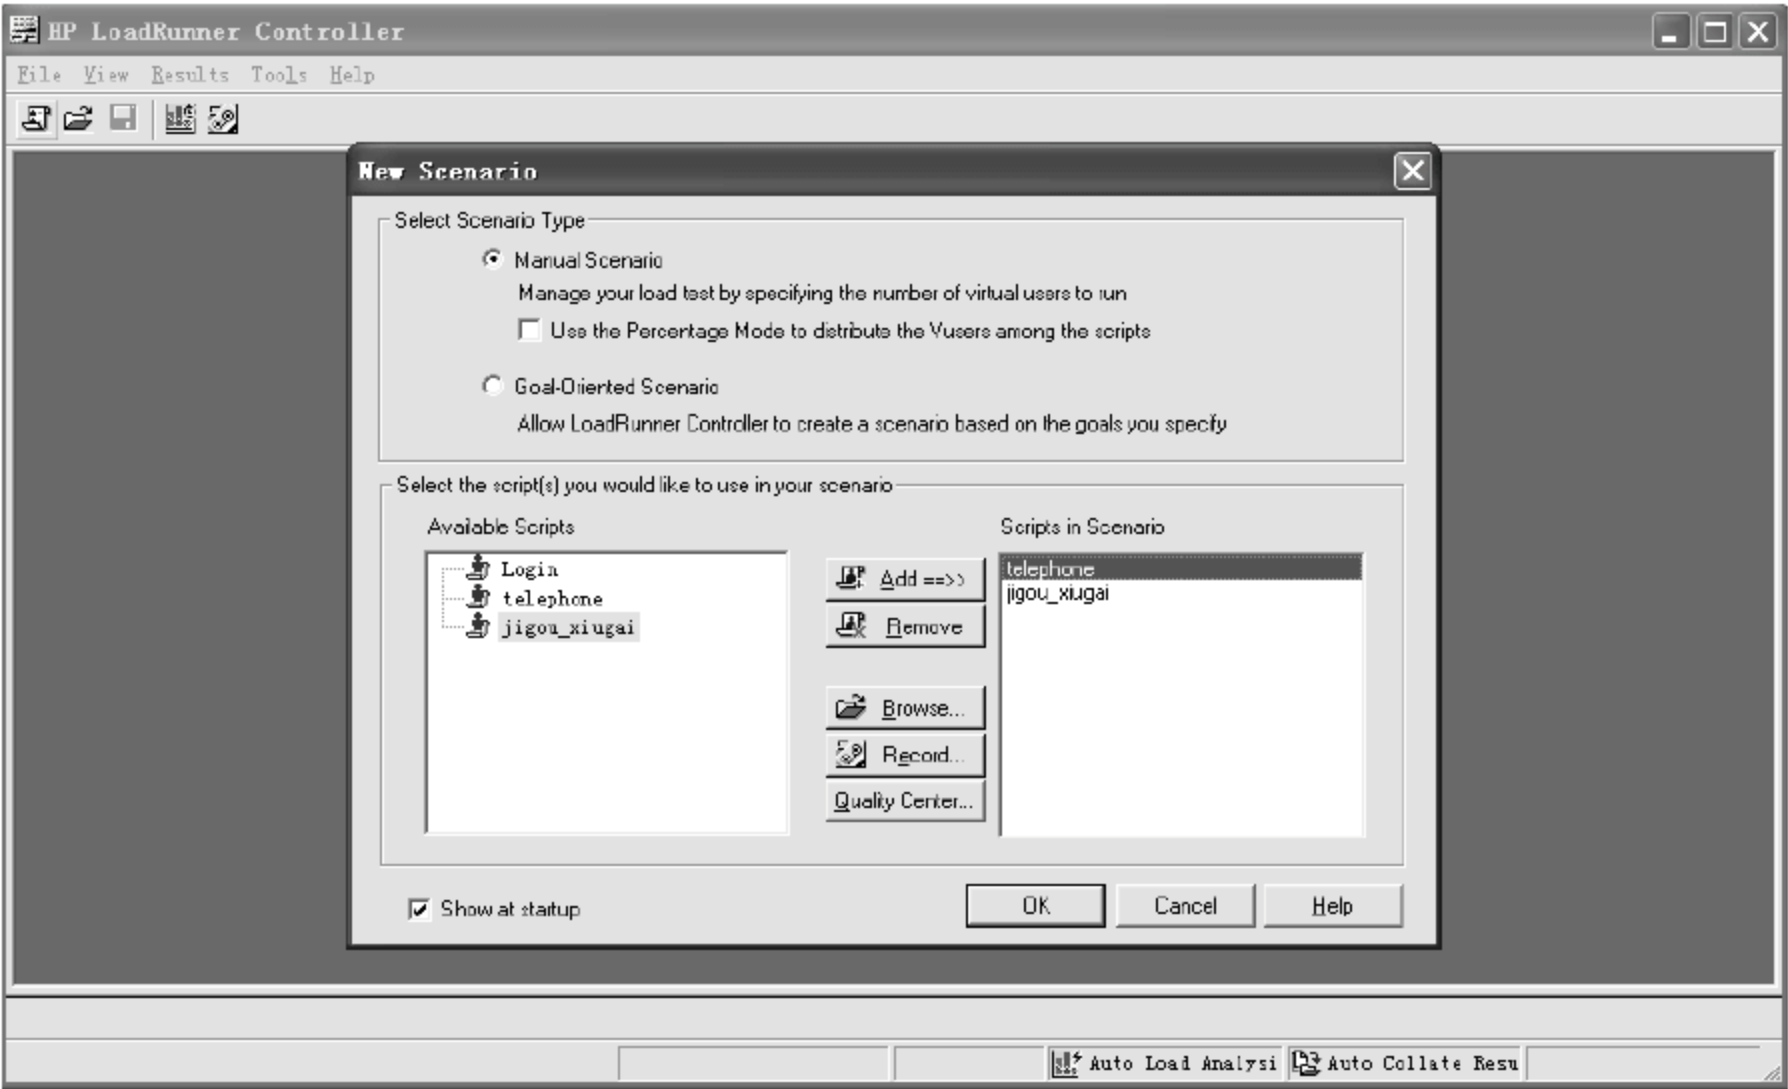 HP LoadRunner Controller
File View Results Tools Help
New Scenario
Select Scenario Type
Manual Scenario
Manage your load test by specifying the number of virtual users to run
Use the Percentage Mode to distribute the Vusers among the scripts
Goal-Oriented Scenario
Allow LoadRunner Controller to create a scenario based on the goals you specify
Select the script(s) you would like to use in your scenario
Available Scripts
Scripts in Scenario
Login
telephone
jigou_xiugai
Add ==>>
Remove
Browse...
Record...
Quality Center...
telephone
jigou_xiugai
Show at startup
OK
Cancel
Help
Auto Load Analysi
Auto Collate Resu